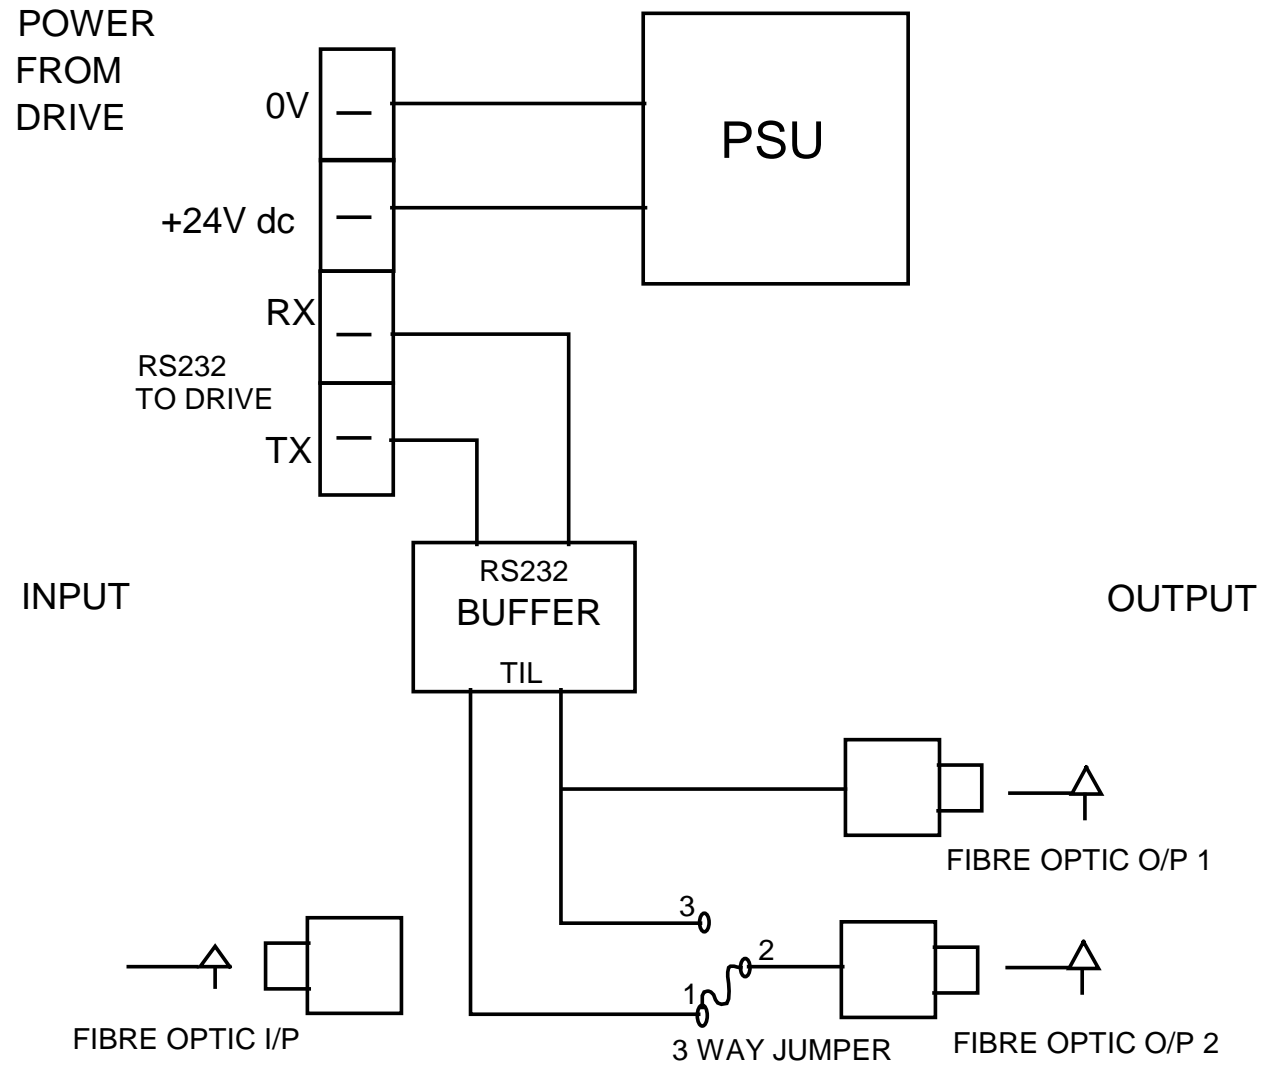 POWER
FROM
DRIVE
0V
PSU
+24V dc
RX
RS232
TO DRIVE
TX
INPUT
RS232
BUFFER
TIL
OUTPUT
FIBRE OPTIC O/P 1
3
2
1
FIBRE OPTIC I/P
3 WAY JUMPER
FIBRE OPTIC O/P 2